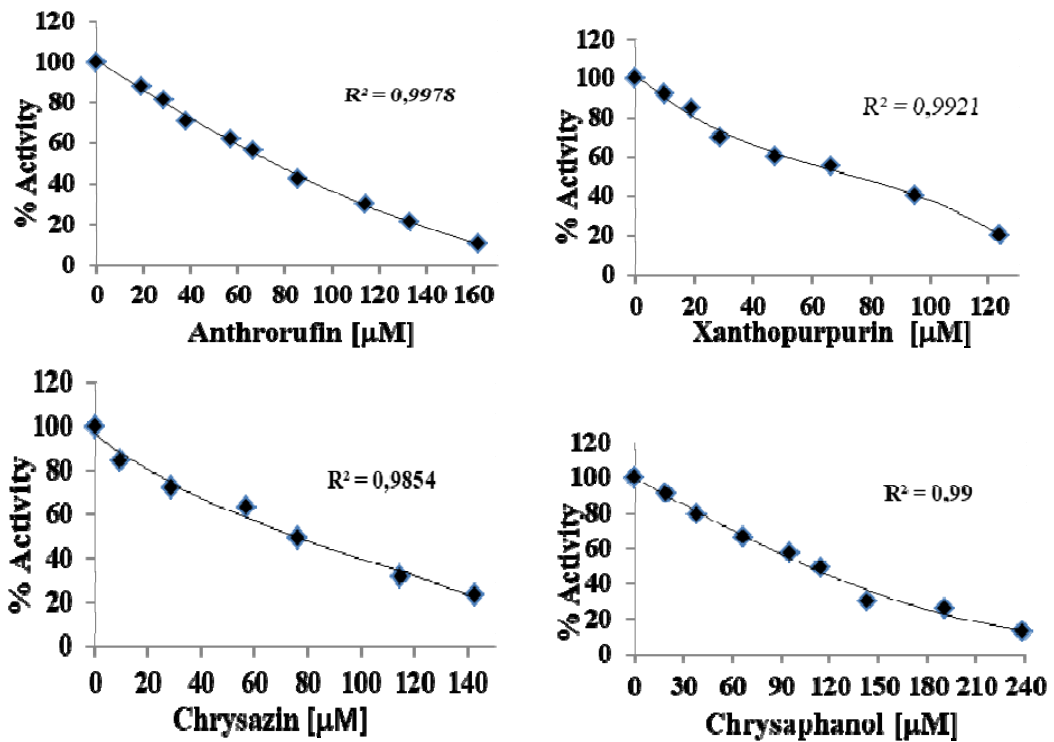 120
100
80
60
40
20
0
% Activity
R² = 0,9978
0 20 40 60 80 100 120 140 160
Anthrorufin [µM]
120
100
80
60
40
20
0
% Activity
R² = 0,9921
0 20 40 60 80 100 120
Xanthopurpurin [µM]
120
100
80
60
40
20
0
% Activity
R² = 0,9854
0 20 40 60 80 100 120 140
Chrysazin [µM]
120
100
80
60
40
20
0
% Activity
R² = 0.99
0 30 60 90 120 150 180 210 240
Chrysaphanol [µM]